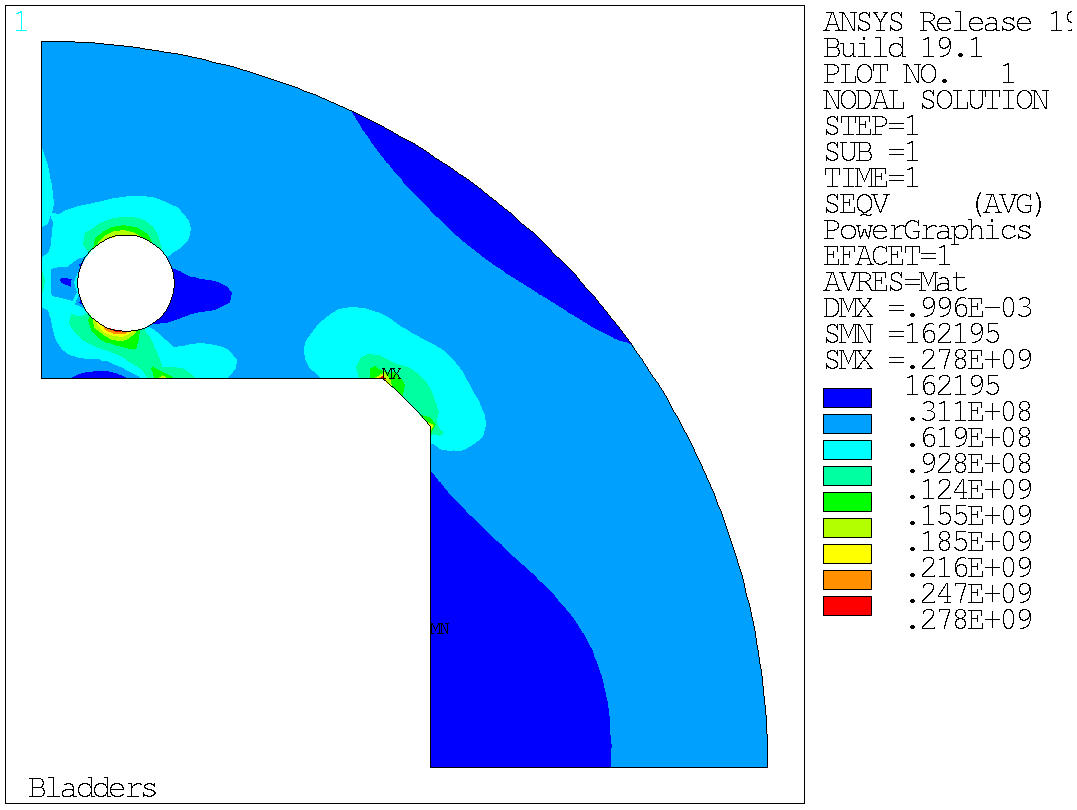 1
ANSYS Release 19
Build 19.1
PLOT NO. 1
NODAL SOLUTION
STEP=1
SUB =1
TIME=1
SEQV (AVG)
PowerGraphics
EFACET=1
AVRES=Mat
DMX =.996E-03
SMN =162195
SMX =.278E+09
162195
.311E+08
.619E+08
.928E+08
.124E+09
.155E+09
.185E+09
.216E+09
.247E+09
.278E+09
MX
MN
Bladders